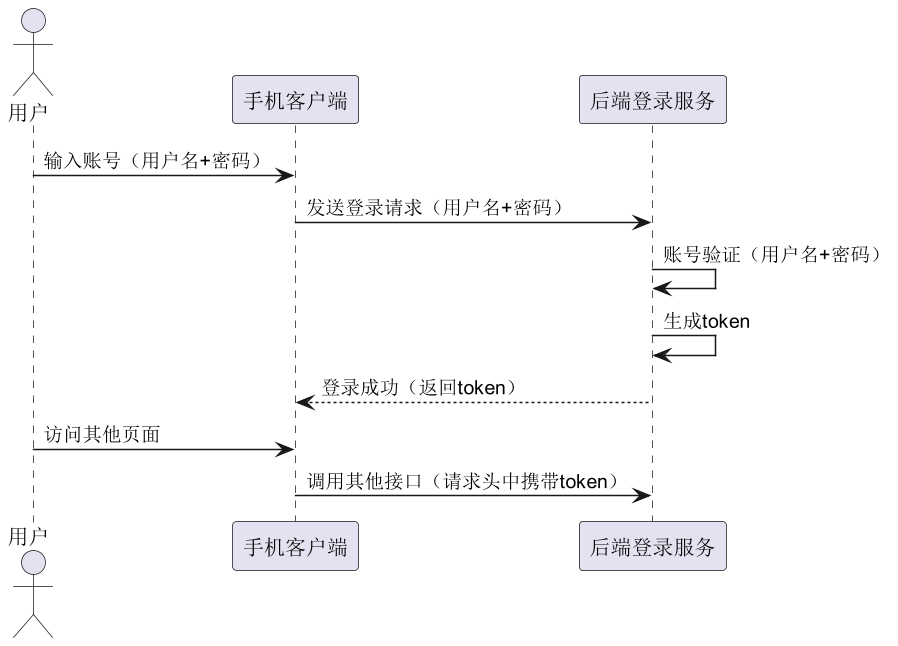 用户
手机客户端
后端登录服务
输入账号（用户名+密码）
发送登录请求（用户名+密码）
账号验证（用户名+密码）
生成token
登录成功（返回token）
访问其他页面
调用其他接口（请求头中携带token）
用户
手机客户端
后端登录服务